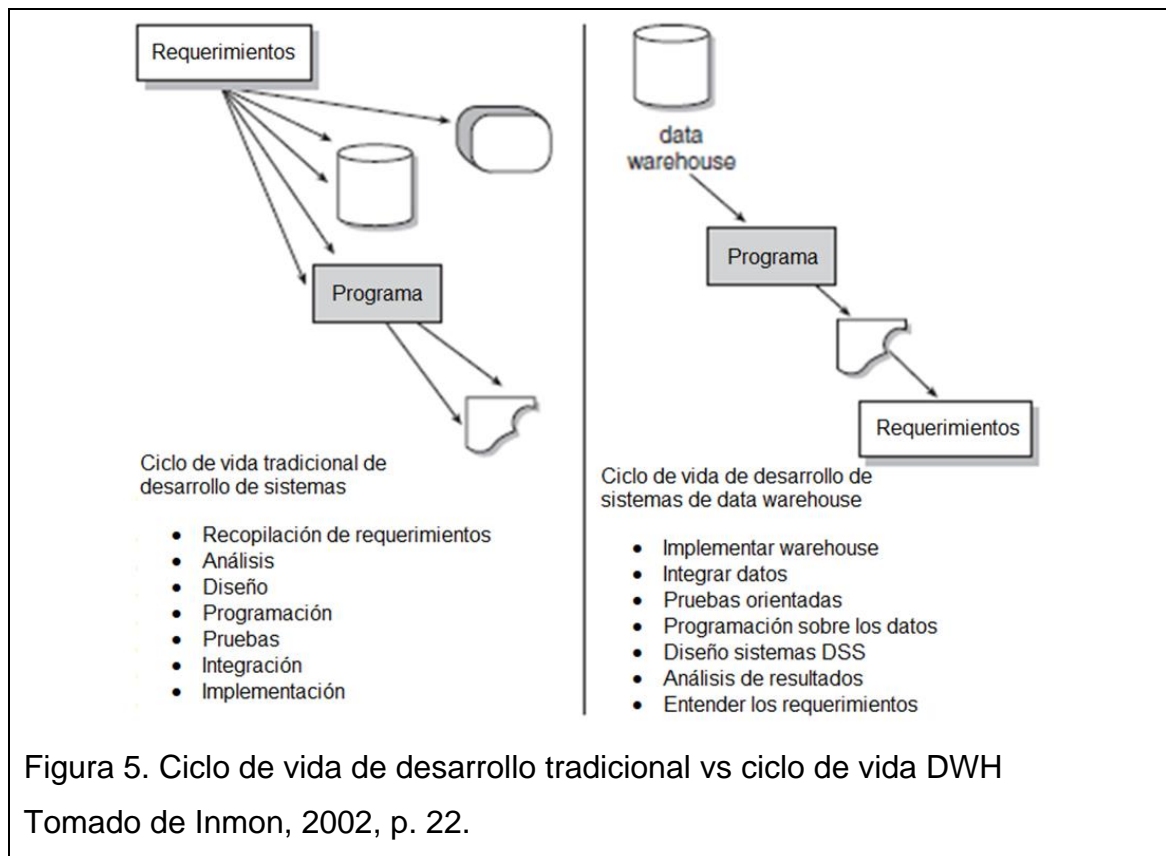 Requerimientos
Programa
Ciclo de vida tradicional de
desarrollo de sistemas
• Recopilación de requerimientos
• Análisis
• Diseño
• Programación
• Pruebas
• Integración
• Implementación
data
warehouse
Programa
Requerimientos
Ciclo de vida de desarrollo de
sistemas de data warehouse
• Implementar warehouse
• Integrar datos
• Pruebas orientadas
• Programación sobre los datos
• Diseño sistemas DSS
• Análisis de resultados
• Entender los requerimientos
Figura 5. Ciclo de vida de desarrollo tradicional vs ciclo de vida DWH
Tomado de Inmon, 2002, p. 22.